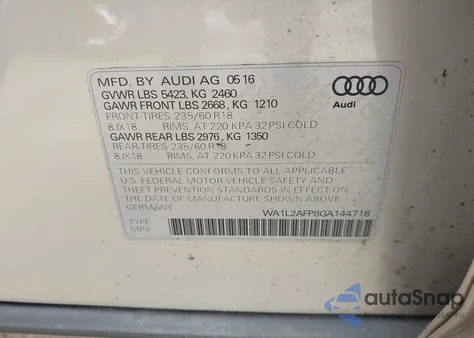 MFD. BY AUDI AG 05 16
GVWR LBS 5423, KG 2460
GAWR FRONT LBS 2668, KG 1210
FRONT-TIRES 235/60 R18
8JX18 RIMS, AT 220 KPA 32 PSI COLD
GAWR REAR LBS 2976, KG 1350
REAR-TIRES 235/60 R18
8JX18 RIMS, AT 220 KPA 32 PSI COLD
THIS VEHICLE CONFORMS TO ALL APPLICABLE
U.S. FEDERAL MOTOR VEHICLE SAFETY AND
THEFT PREVENTION STANDARDS IN EFFECT ON
THE DATE OF MANUFACTURE SHOWN ABOVE
WA1L2AFP8GA144718
TYPE
MPV
Audi
autoSnap